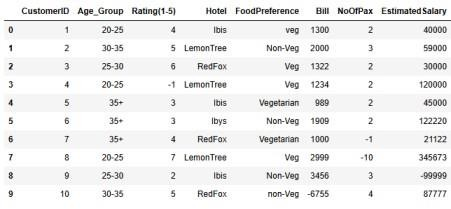 CustomerID Age_Group Rating(1-5) Hotel FoodPreference Bill NoOfPax EstimatedSalary
0 1 20-25 4 Ibis veg 1300 2 40000
1 2 30-35 5 LemonTree Non-Veg 2000 3 59000
2 3 25-30 6 RedFox Veg 1322 2 30000
3 4 20-25 -1 LemonTree Veg 1234 2 120000
4 5 35+ 3 Ibis Vegetarian 989 2 45000
5 6 35+ 3 Ibys Non-Veg 1909 2 122220
6 7 35+ 4 RedFox Vegetarian 1000 -1 21122
7 8 20-25 7 LemonTree Veg 2999 -10 345673
8 9 25-30 2 Ibis Non-Veg 3456 3 -99999
9 10 30-35 5 RedFox non-Veg -6755 4 87777